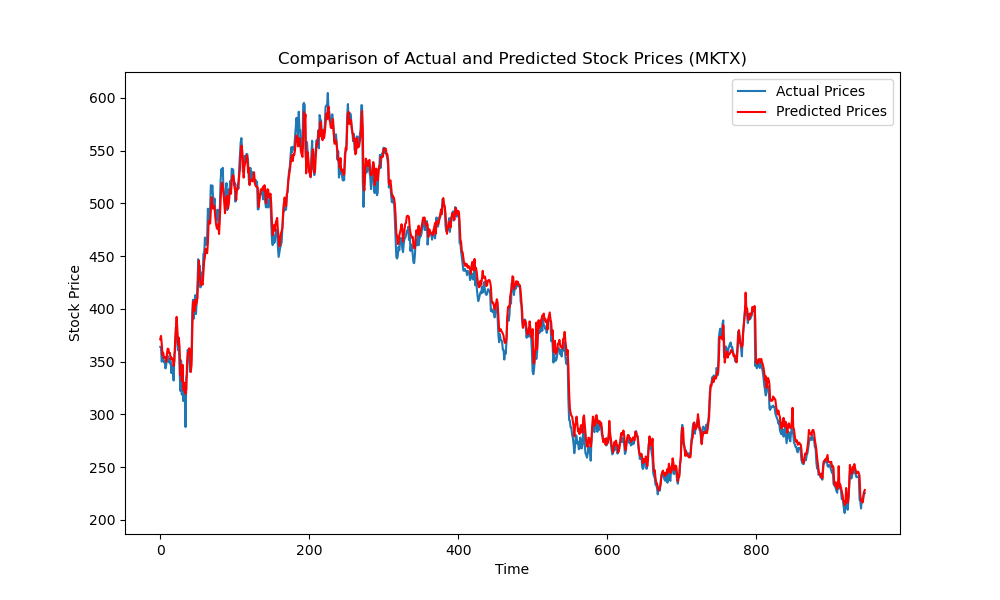 Comparison of Actual and Predicted Stock Prices (MKTX)
Actual Prices
Predicted Prices
Stock Price
600
550
500
450
400
350
300
250
200
0 200 400 600 800
Time